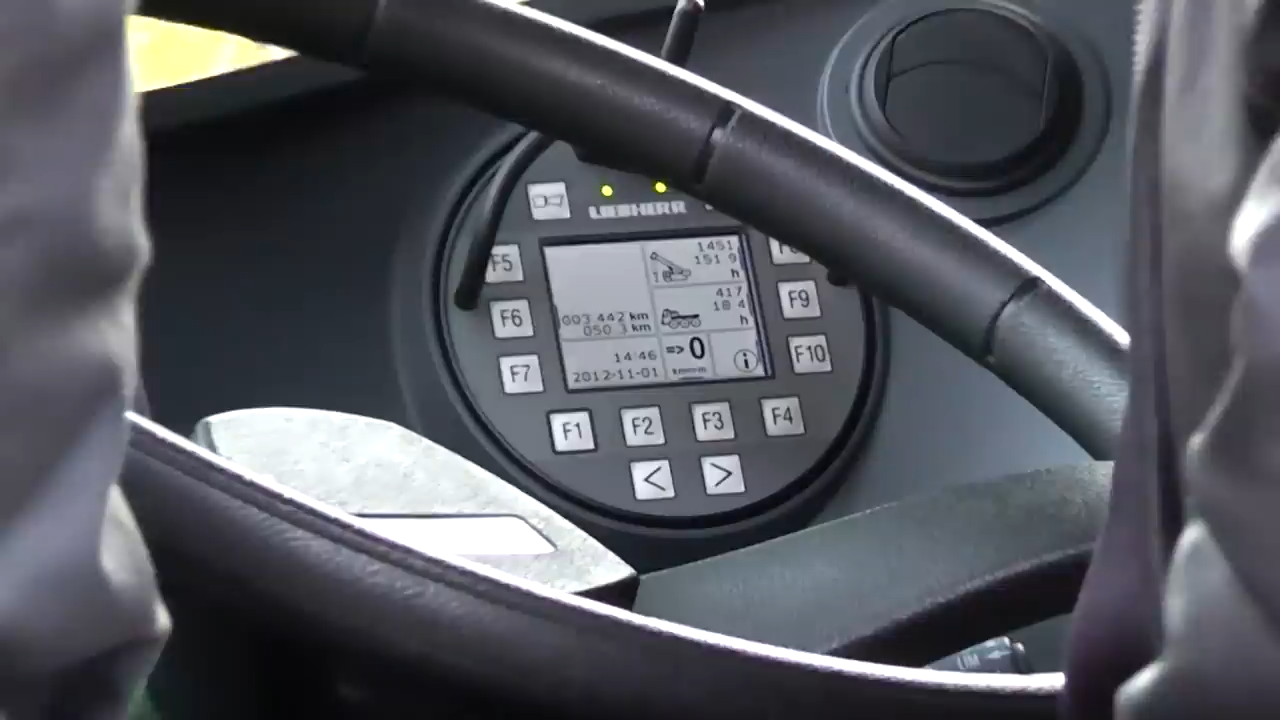 LIEBHERR
F5
F6
F7
F9
F10
F1
F2
F3
F4
<
>
1451
151 9
h
417
18 4
h
003 442 km
050 3 km
14:46
2012-11-01
=> 0
i